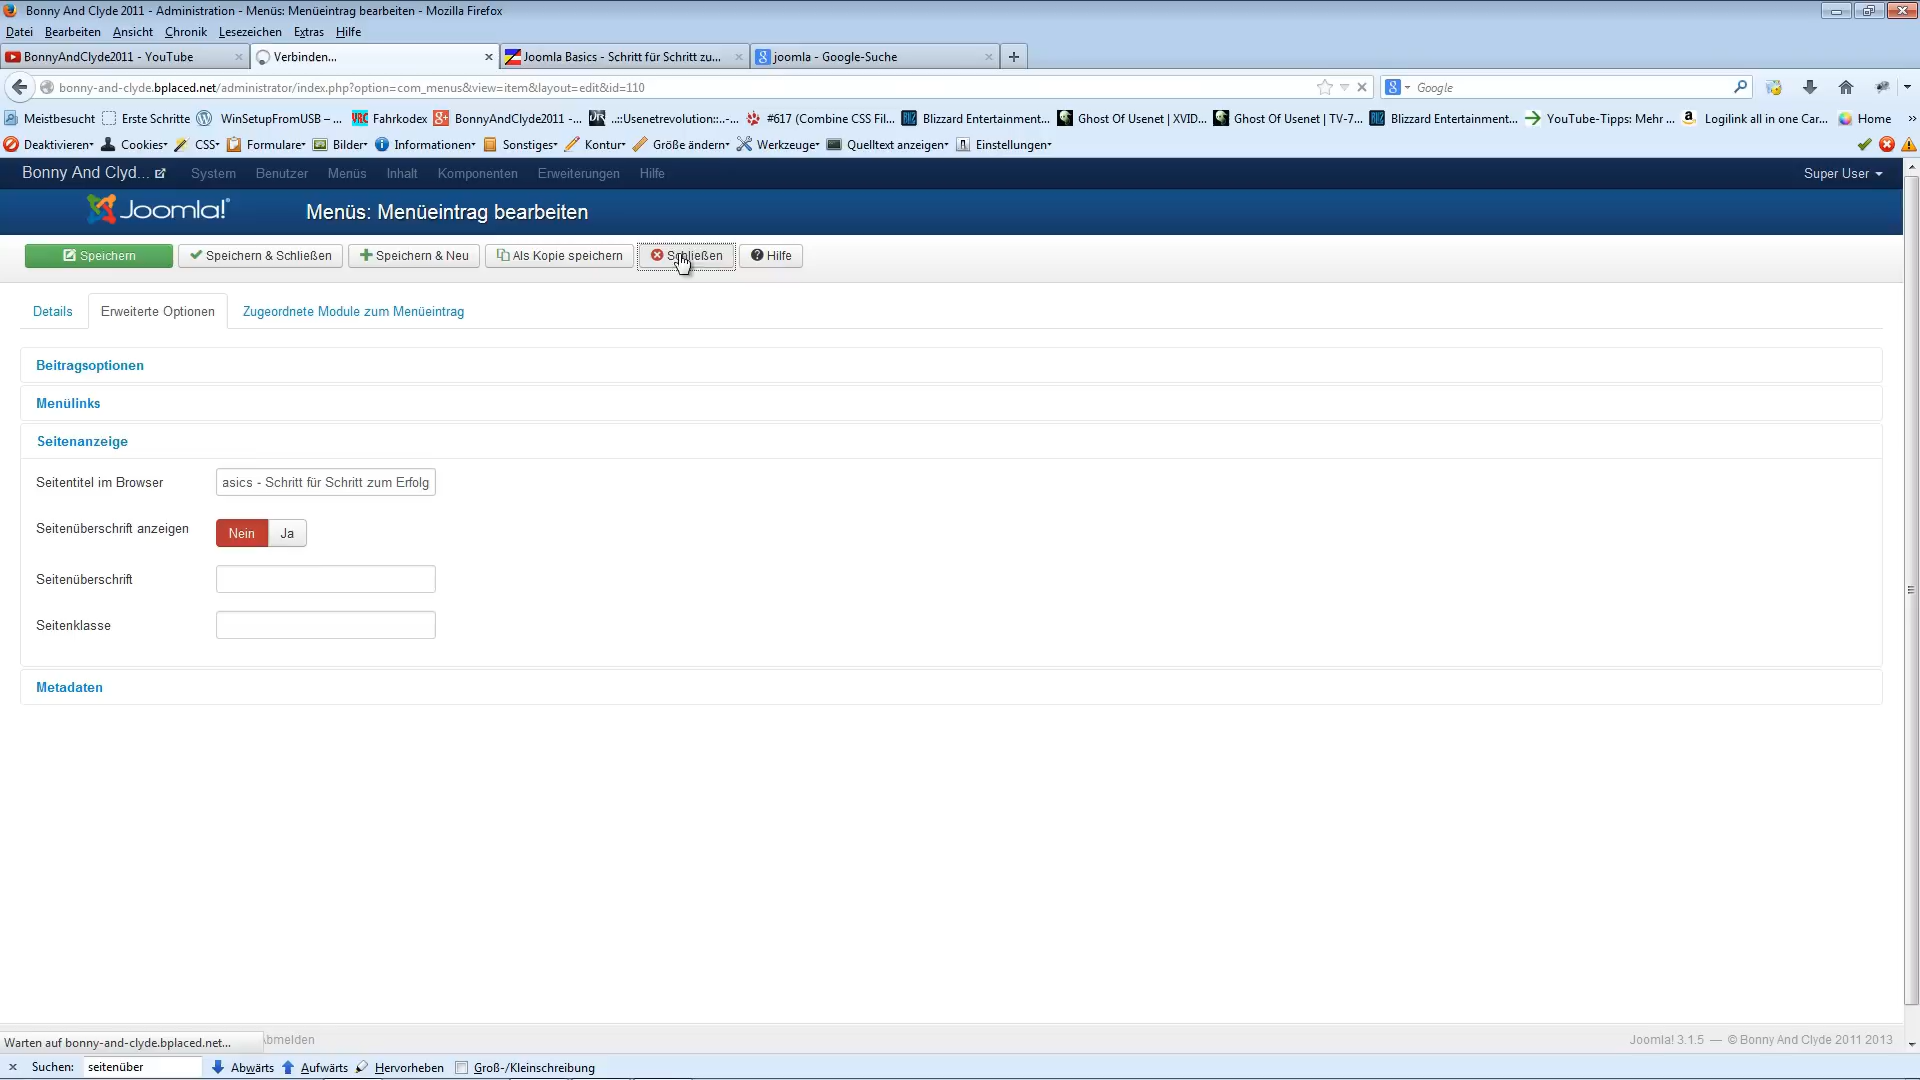 Bonny And Clyde 2011 - Administration - Menüs: Menüeintrag bearbeiten - Mozilla Firefox
Datei Bearbeiten Ansicht Chronik Lesezeichen Extras Hilfe
BonnyAndClyde2011 - YouTube Verbinden... Joomla Basics - Schritt für Schritt zu... joomla - Google-Suche
bonny-and-clyde.bplaced.net/administrator/index.php?option=com_menus&view=item&layout=edit&id=110 Google
Meistbesucht Erste Schritte WinSetupFromUSB – ... Fahrkodex BonnyAndClyde2011 -... ..::Usenetrevolution::..-... #617 (Combine CSS Fil... Blizzard Entertainment... Ghost Of Usenet | XVID... Ghost Of Usenet | TV-7... Blizzard Entertainment... YouTube-Tipps: Mehr ... Logilink all in one Car... Home »
Deaktivieren Cookies CSS Formulare Bilder Informationen Sonstiges Kontur Größe ändern Werkzeuge Quelltext anzeigen Einstellungen
Bonny And Clyd... System Benutzer Menüs Inhalt Komponenten Erweiterungen Hilfe Super User
Joomla! Menüs: Menüeintrag bearbeiten
Speichern Speichern & Schließen Speichern & Neu Als Kopie speichern Schließen Hilfe
Details Erweiterte Optionen Zugeordnete Module zum Menüeintrag
Beitragsoptionen
Menülinks
Seitenanzeige
Seitentitel im Browser asics - Schritt für Schritt zum Erfolg
Seitenüberschrift anzeigen Nein Ja
Seitenüberschrift
Seitenklasse
Metadaten
Warten auf bonny-and-clyde.bplaced.net... Abmelden Joomla! 3.1.5 — © Bonny And Clyde 2011 2013
Suchen: seitenüber Abwärts Aufwärts Hervorheben Groß-/Kleinschreibung